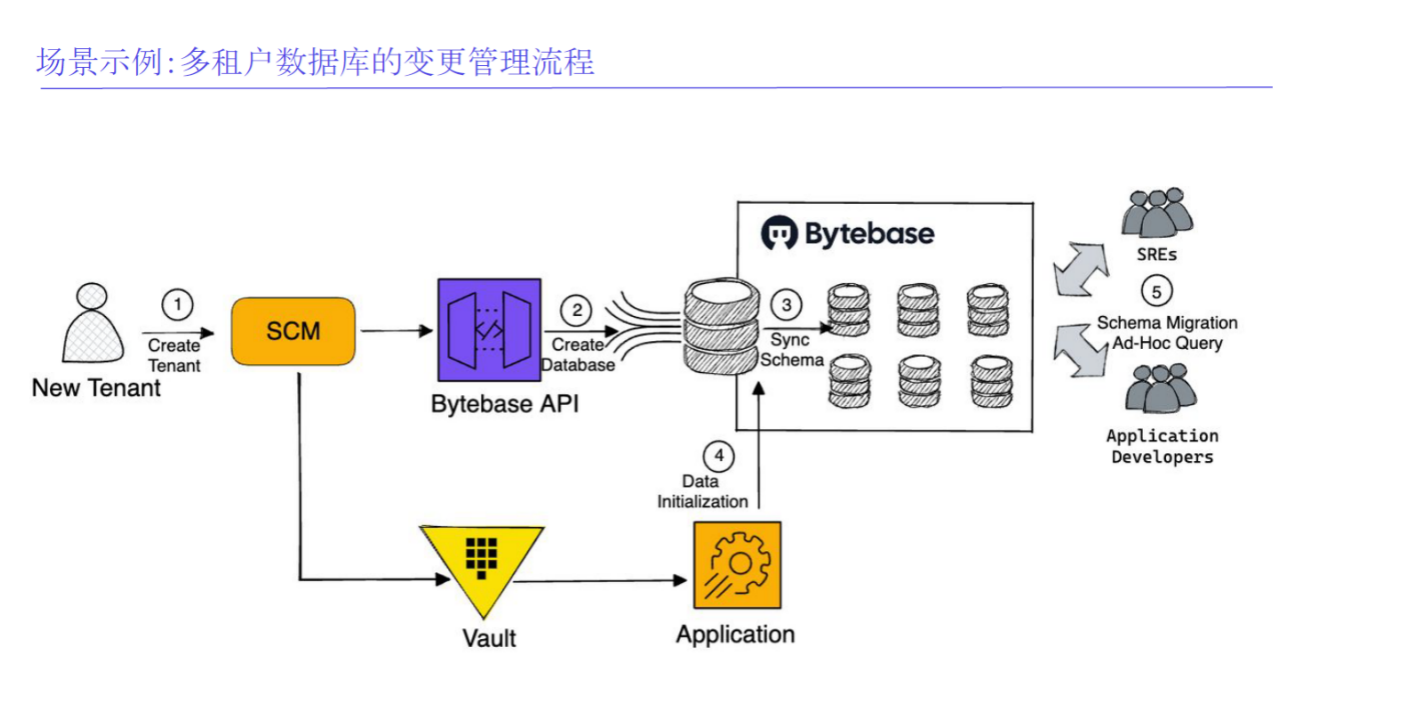 场景示例:多租户数据库的变更管理流程
Bytebase
SREs
1
Create
Tenant
New Tenant
SCM
2
Create
Database
Bytebase API
3
Sync
Schema
5
Schema Migration
Ad-Hoc Query
Application
Developers
4
Data
Initialization
Vault
Application